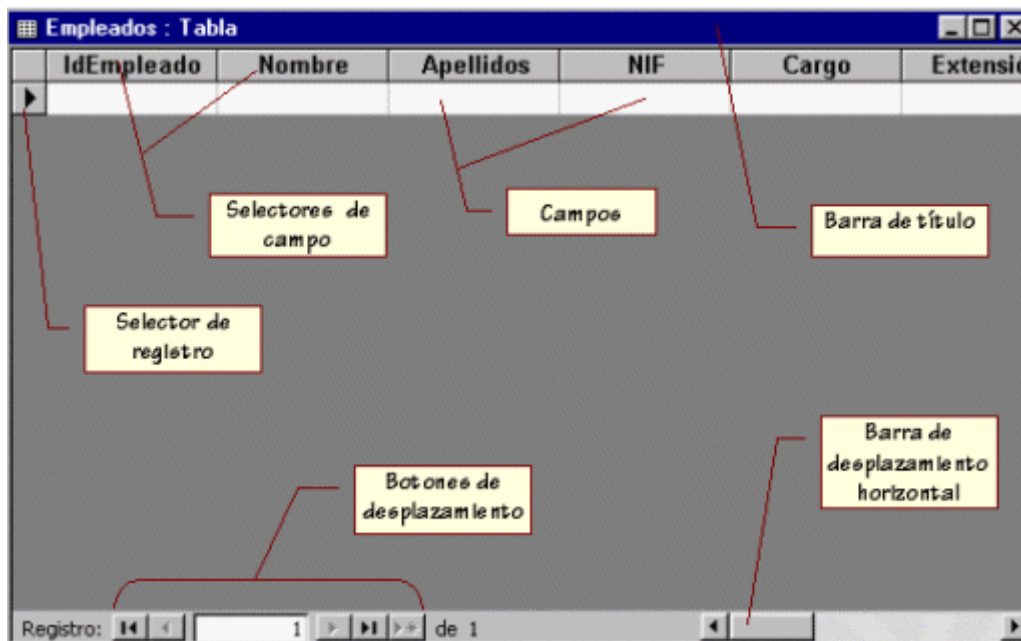 Empleados : Tabla
IdEmpleado Nombre Apellidos NIF Cargo Extensió
Selectores de
campo
Campos
Barra de título
Selector de
registro
Barra de
desplazamiento
horizontal
Botones de
desplazamiento
Registro: 1 de 1